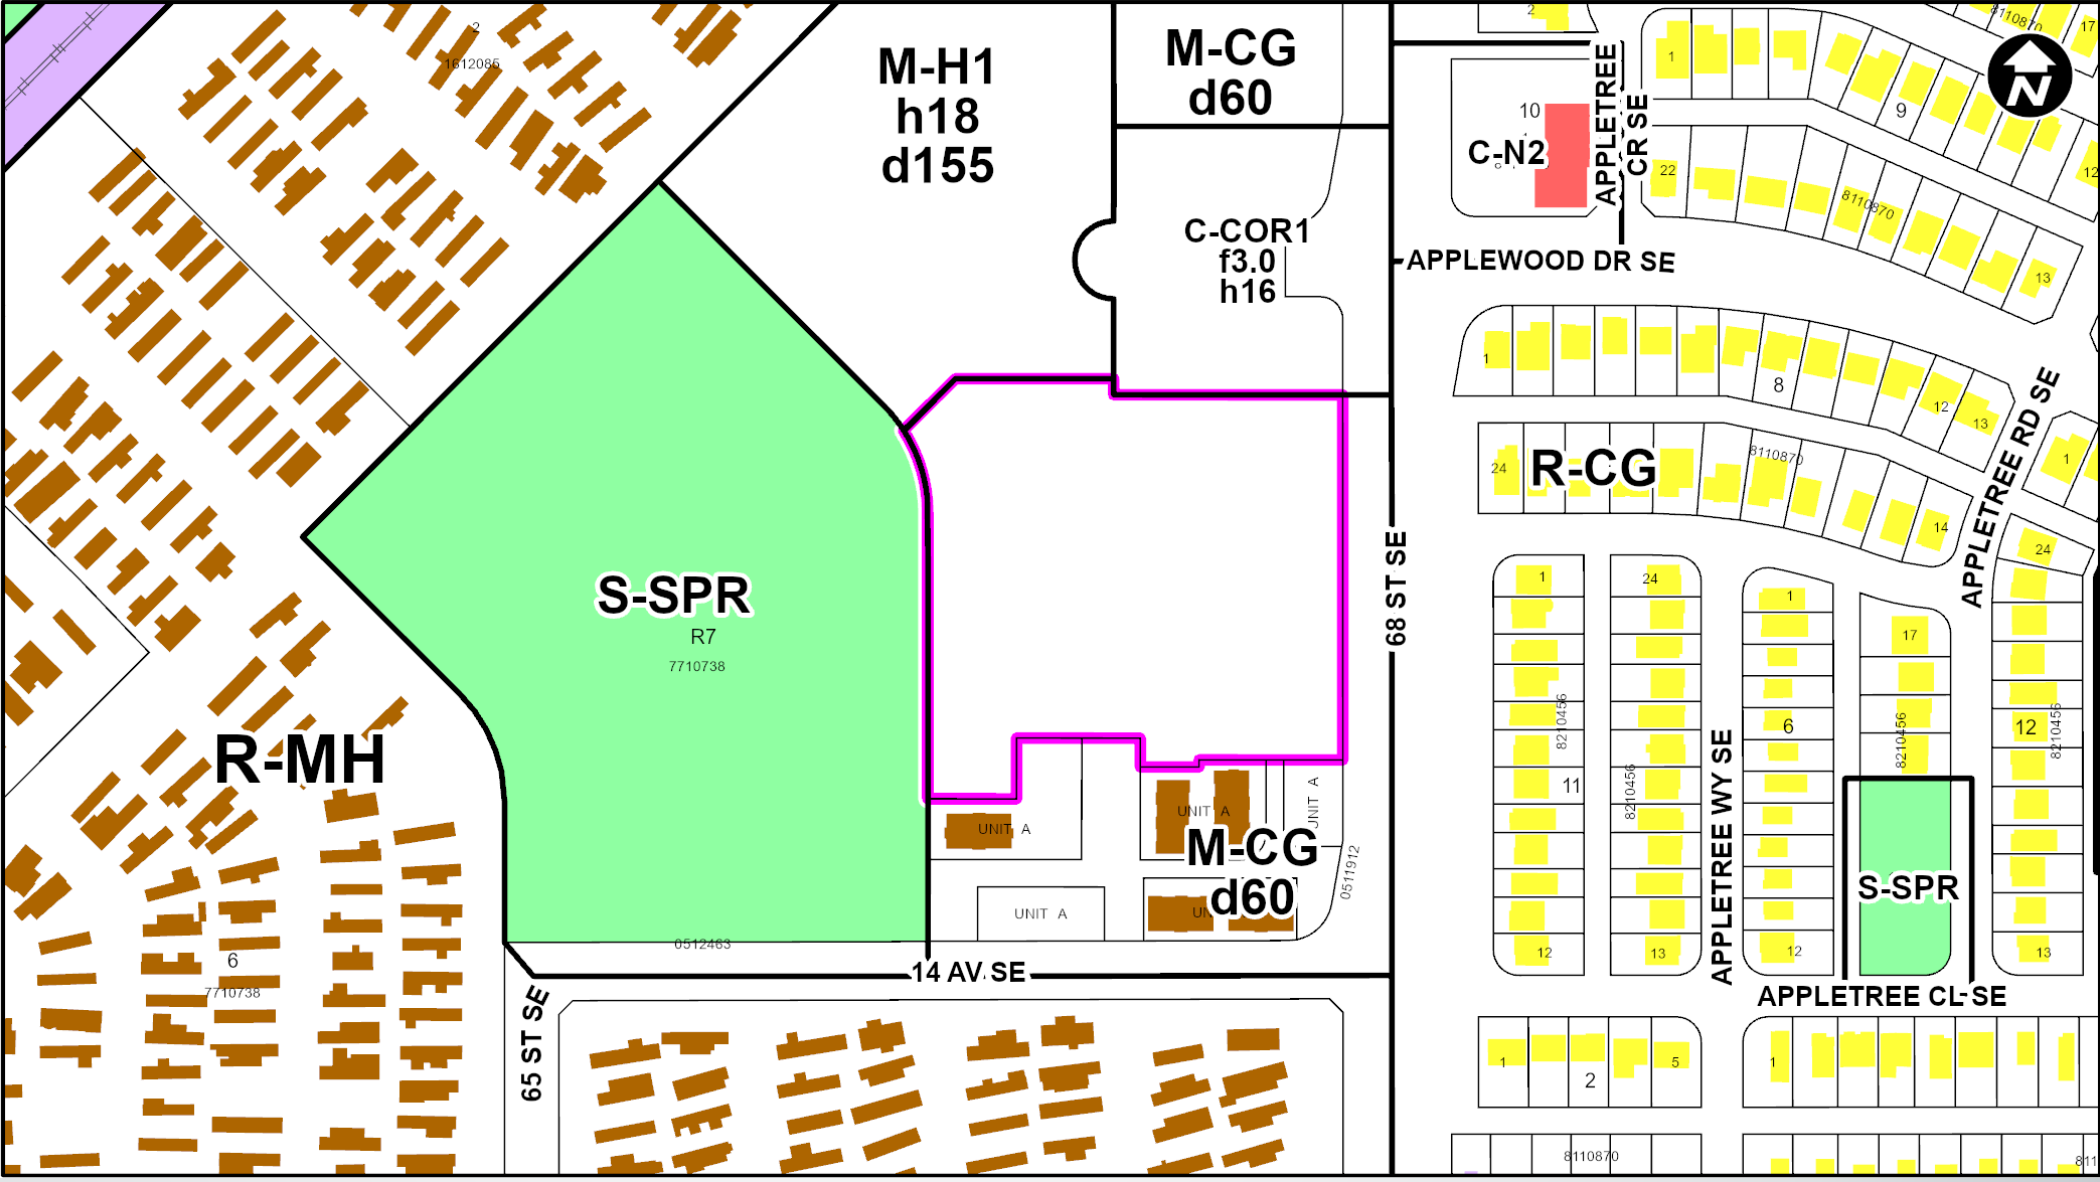 2
1612086
M-H1
h18
d155
M-CG
d60
C-COR1
f3.0
h16
2
10
C-N2
APPLETREE
CR SE
1
9
8110870
17
N
12
22
8110870
13
APPLEWOOD DR SE
1
8
12
13
24
R-CG
8110870
14
APPLETREE RD SE
1
24
S-SPR
R7
7710738
68 ST SE
R-MH
1
24
1
17
8210456
11
8210456
6
8210456
12
8210456
APPLETREE WY SE
S-SPR
12
13
12
13
UNIT A
UNIT A
UNIT A
M-CG
d60
UNIT A
0511912
0512463
14 AV SE
65 ST SE
6
7710738
APPLETREE CL SE
1
5
2
1
8110870